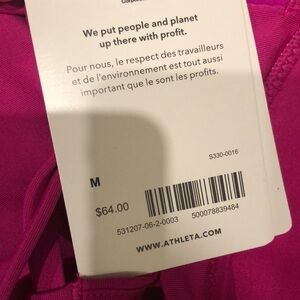 We put people and planet
up there with profit.
Pour nous, le respect des travailleurs
et de l'environnement est tout aussi
important que le sont les profits.
S330-0016
M
$64.00
531207-06-2-0003 500078839484
WWW.ATHLETA.COM